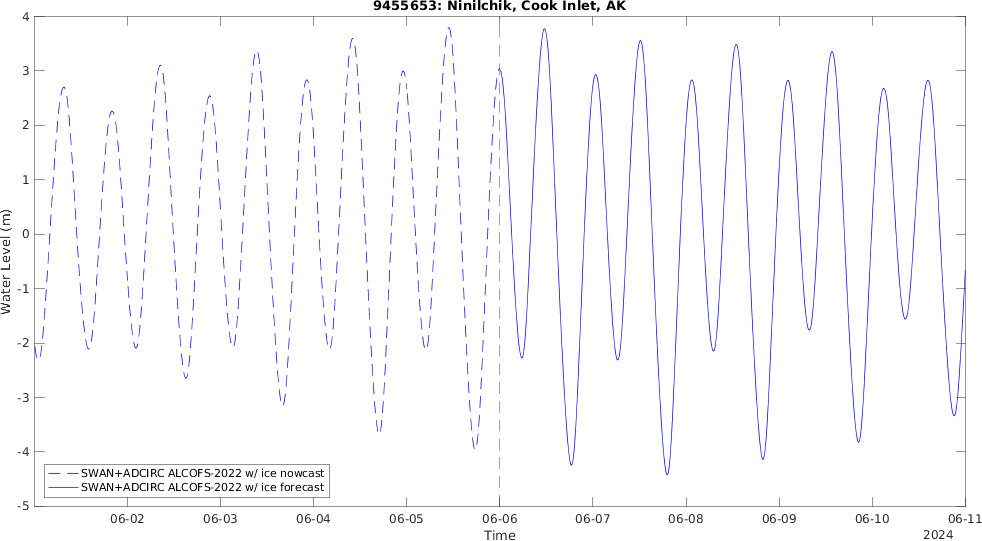 9455653: Ninilchik, Cook Inlet, AK
4
3
2
1
0
-1
-2
-3
-4
-5
Water Level (m)
SWAN+ADCIRC ALCOFS-2022 w/ ice nowcast
SWAN+ADCIRC ALCOFS-2022 w/ ice forecast
06-02 06-03 06-04 06-05 06-06 06-07 06-08 06-09 06-10 06-11
Time
2024